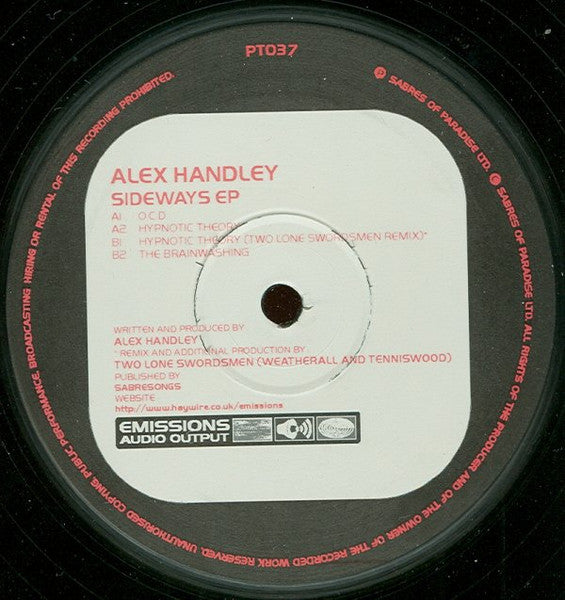 PT037
℗ SABRES OF PARADISE LTD. © SABRES OF PARADISE LTD. ALL RIGHTS OF THE PRODUCER AND OF THE OWNER OF THE RECORDED WORK RESERVED. UNAUTHORISED COPYING, PUBLIC PERFORMANCE, BROADCASTING HIRING OR RENTAL OF THIS RECORDING PROHIBITED.
ALEX HANDLEY
SIDEWAYS EP
A1 O.C.D
A2 HYPNOTIC THEORY
B1 HYPNOTIC THEORY (TWO LONE SWORDSMEN REMIX)*
B2 THE BRAINWASHING
WRITTEN AND PRODUCED BY
ALEX HANDLEY
* REMIX AND ADDITIONAL PRODUCTION BY
TWO LONE SWORDSMEN (WEATHERALL AND TENNISWOOD)
PUBLISHED BY
SABRESONGS
WEBSITE
http://www.haywire.co.uk/emissions
EMISSIONS
AUDIO OUTPUT